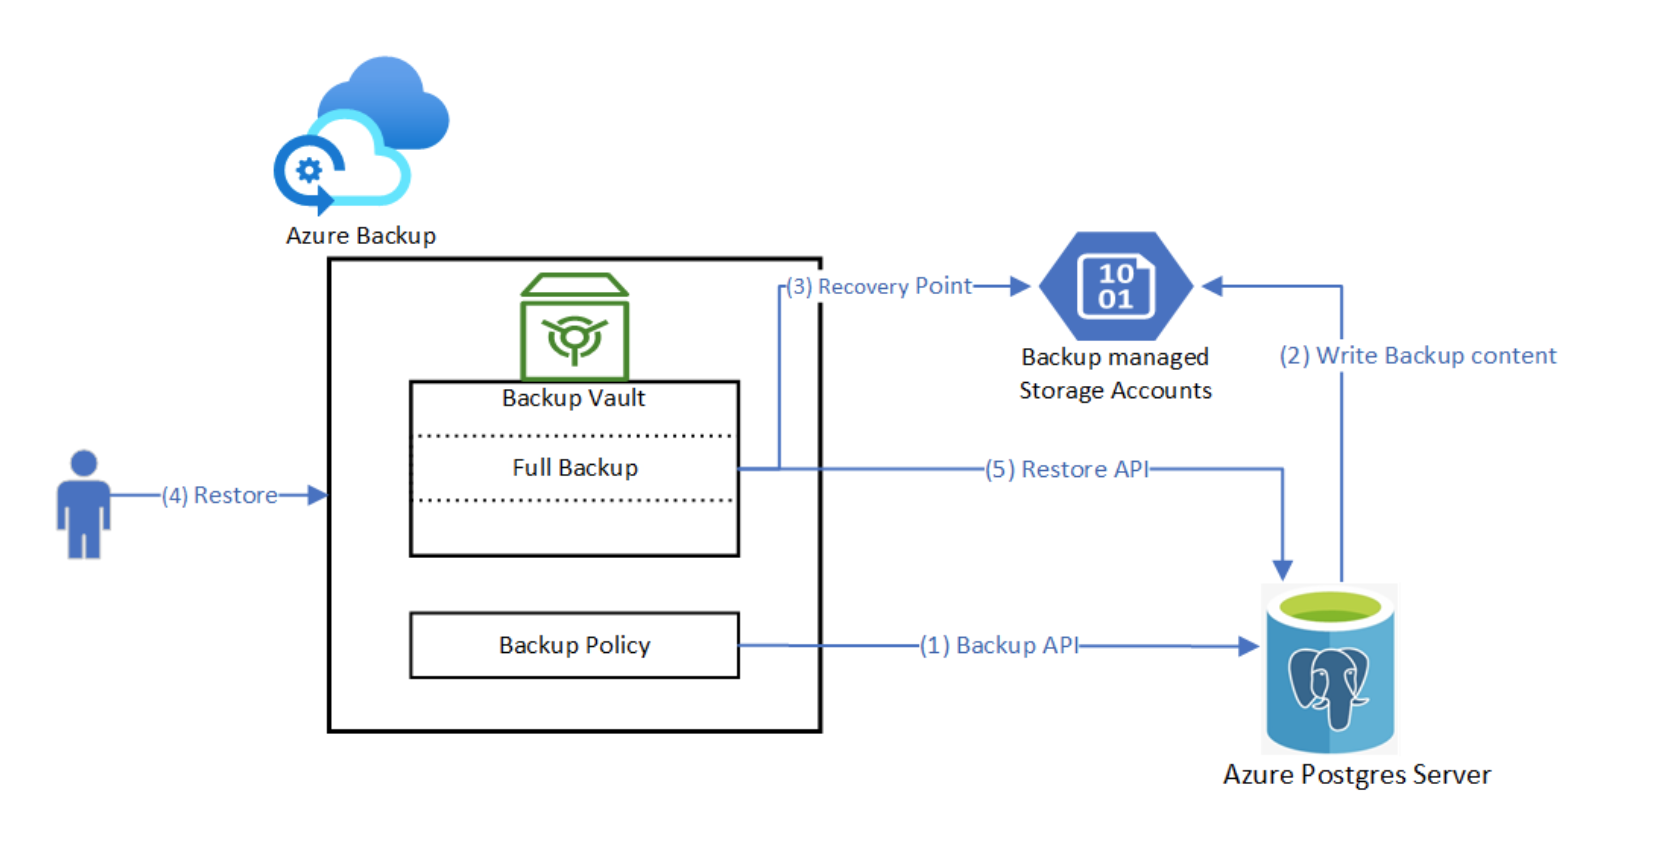 Azure Backup
(3) Recovery Point
10
01
Backup managed
Storage Accounts
(2) Write Backup content
Backup Vault
Full Backup
(5) Restore API
(4) Restore
Backup Policy
(1) Backup API
Azure Postgres Server